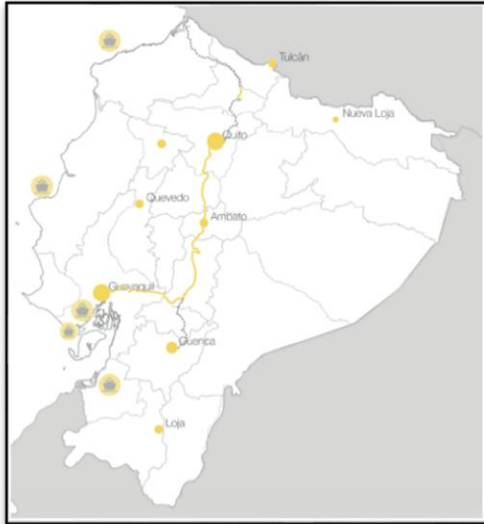 Tulcán
Nueva Loja
Quito
Quevedo
Ambato
Guayaquil
Cuenca
Loja